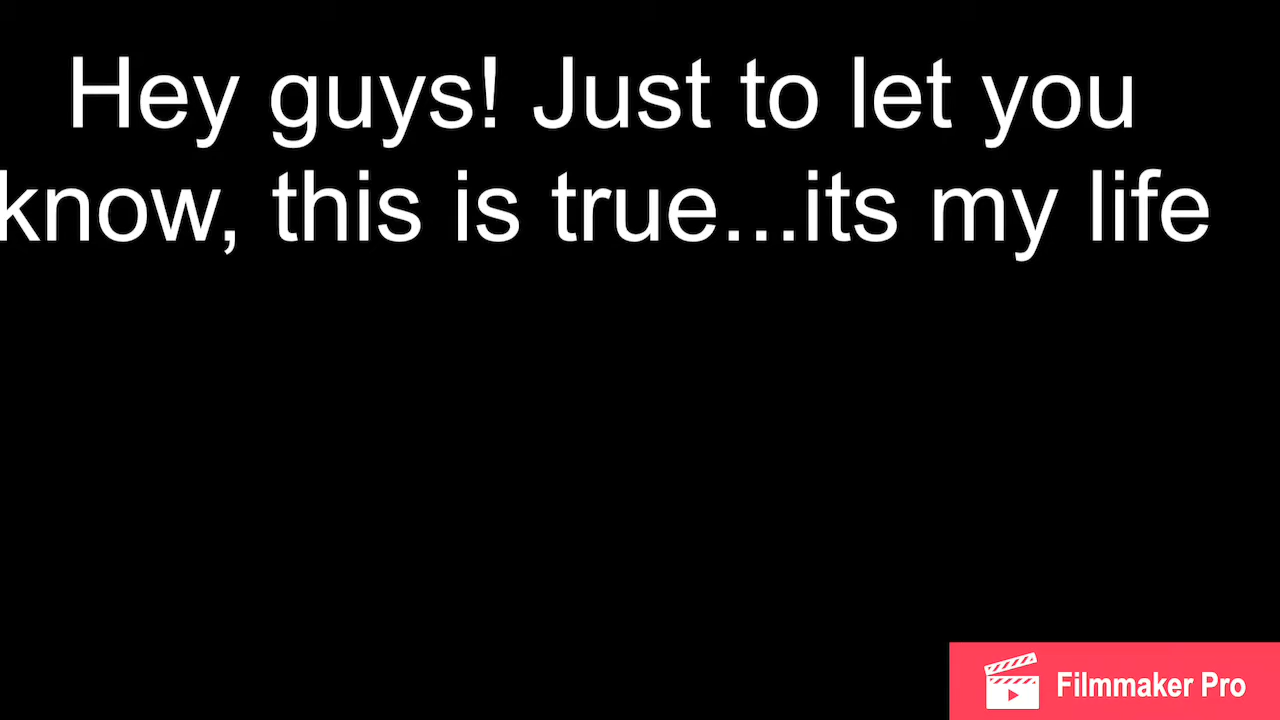 Hey guys! Just to let you
know, this is true...its my life
Filmmaker Pro